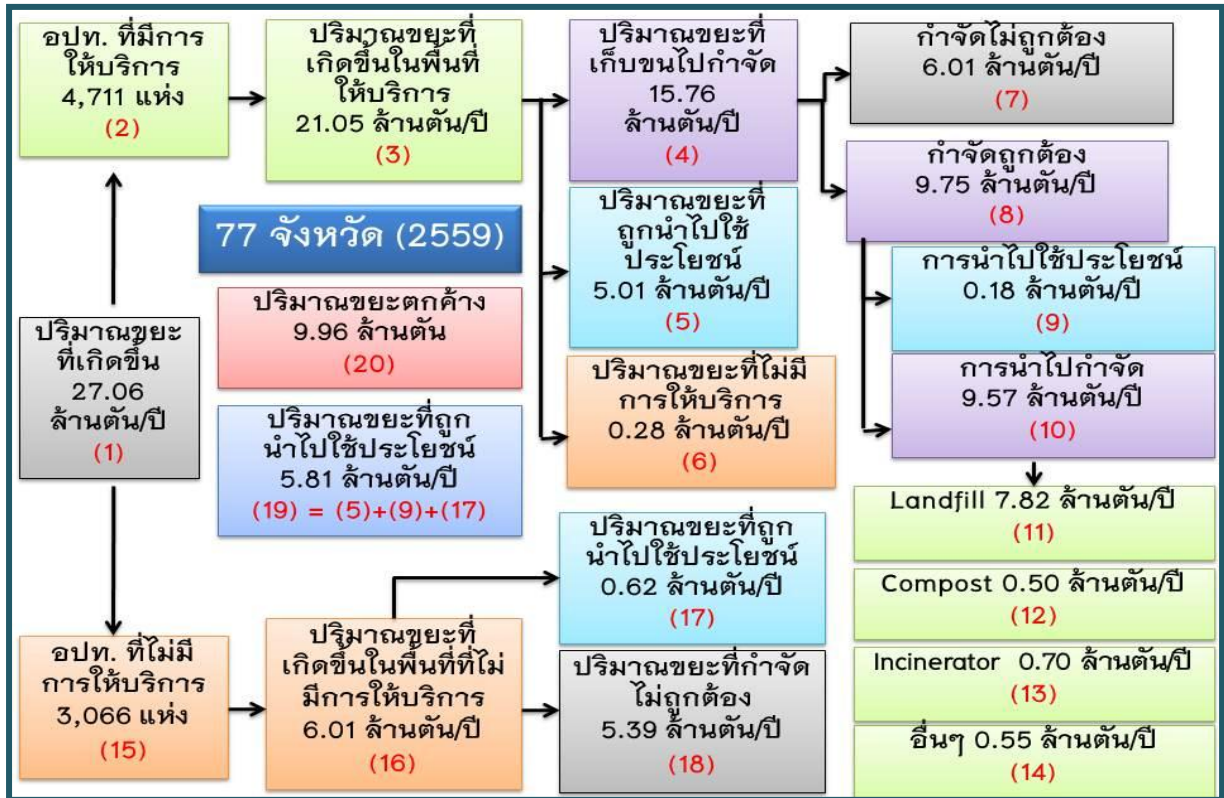 อปท. ที่มีการ
ให้บริการ
4,711 แห่ง
(2)
ปริมาณขยะที่
เกิดขึ้นในพื้นที่
ให้บริการ
21.05 ล้านตัน/ปี
(3)
ปริมาณขยะที่
เก็บขนไปกำจัด
15.76
ล้านตัน/ปี
(4)
กำจัดไม่ถูกต้อง
6.01 ล้านตัน/ปี
(7)
กำจัดถูกต้อง
9.75 ล้านตัน/ปี
(8)
77 จังหวัด (2559)
ปริมาณขยะที่
ถูกนำไปใช้
ประโยชน์
5.01 ล้านตัน/ปี
(5)
การนำไปใช้ประโยชน์
0.18 ล้านตัน/ปี
(9)
ปริมาณขยะตกค้าง
9.96 ล้านตัน
(20)
ปริมาณขยะ
ที่เกิดขึ้น
27.06
ล้านตัน/ปี
(1)
ปริมาณขยะที่ไม่มี
การให้บริการ
0.28 ล้านตัน/ปี
(6)
การนำไปกำจัด
9.57 ล้านตัน/ปี
(10)
ปริมาณขยะที่ถูก
นำไปใช้ประโยชน์
5.81 ล้านตัน/ปี
(19) = (5)+(9)+(17)
Landfill 7.82 ล้านตัน/ปี
(11)
ปริมาณขยะที่ถูก
นำไปใช้ประโยชน์
0.62 ล้านตัน/ปี
(17)
Compost 0.50 ล้านตัน/ปี
(12)
อปท. ที่ไม่มี
การให้บริการ
3,066 แห่ง
(15)
ปริมาณขยะที่
เกิดขึ้นในพื้นที่ที่ไม่
มีการให้บริการ
6.01 ล้านตัน/ปี
(16)
ปริมาณขยะที่กำจัด
ไม่ถูกต้อง
5.39 ล้านตัน/ปี
(18)
Incinerator 0.70 ล้านตัน/ปี
(13)
อื่นๆ 0.55 ล้านตัน/ปี
(14)